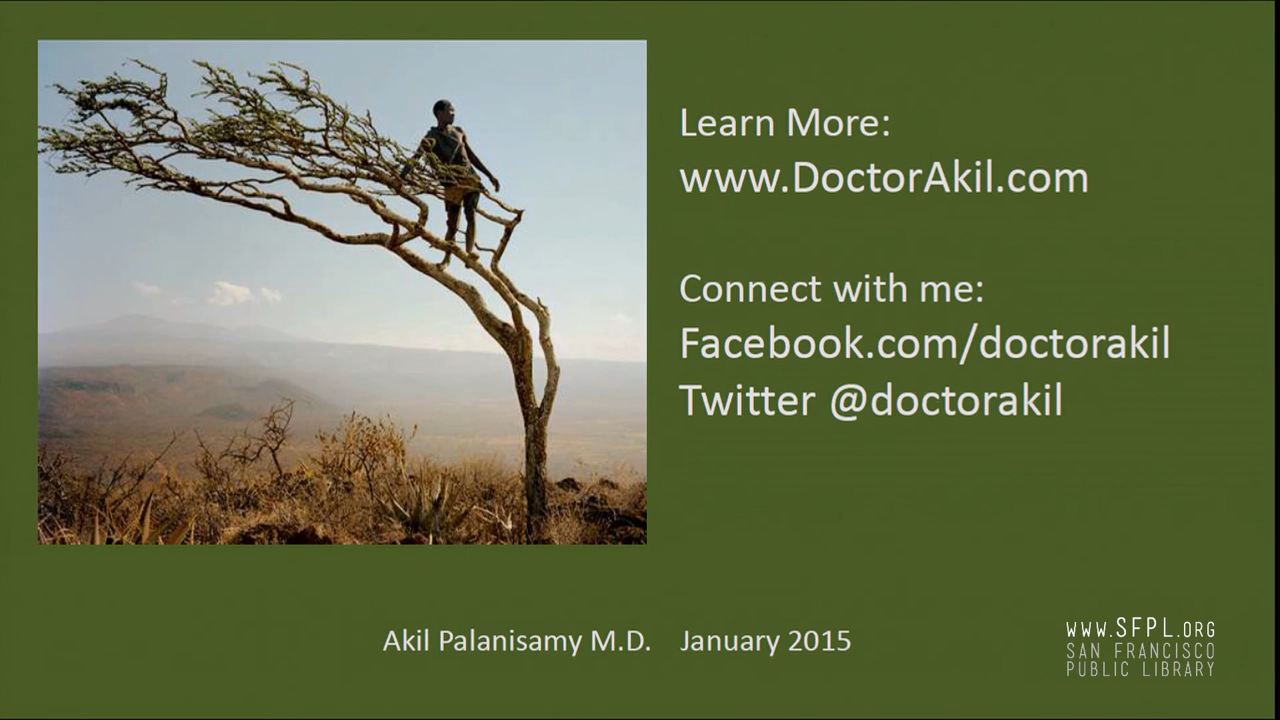 Learn More:
www.DoctorAkil.com
Connect with me:
Facebook.com/doctorakil
Twitter @doctorakil
Akil Palanisamy M.D. January 2015
WWW.SFPL.ORG
SAN FRANCISCO
PUBLIC LIBRARY